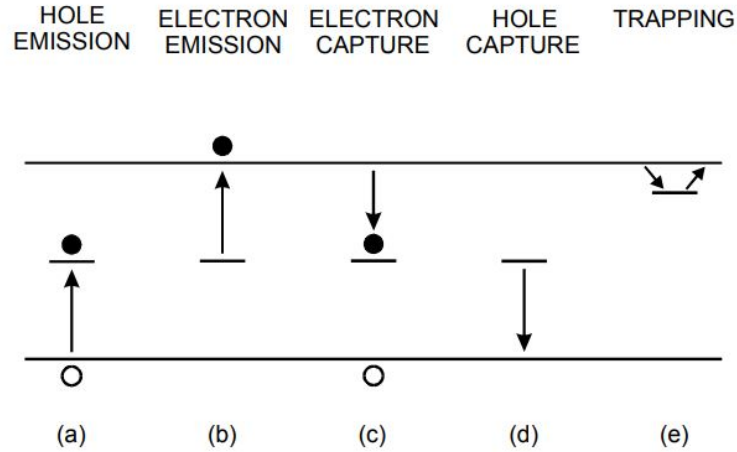 HOLE
EMISSION
ELECTRON
EMISSION
ELECTRON
CAPTURE
HOLE
CAPTURE
TRAPPING
(a)
(b)
(c)
(d)
(e)